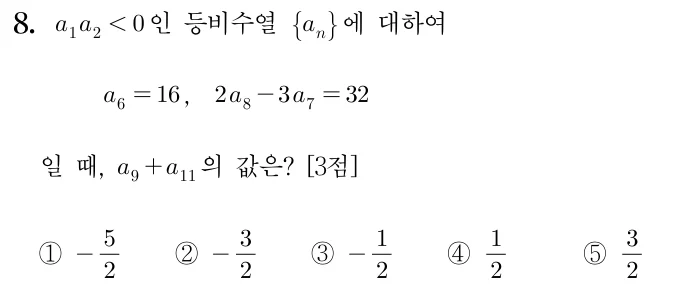 8. a₁a₂ < 0인 등비수열 {aₙ}에 대하여
a₆ = 16, 2a₈ - 3a₇ = 32
일 때, a₉ + a₁₁의 값은? [3점]
① -5/2 ② -3/2 ③ -1/2 ④ 1/2 ⑤ 3/2